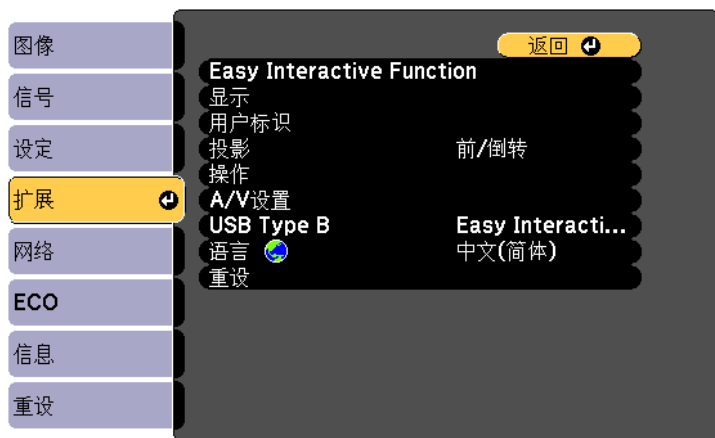 图像
信号
设定
扩展
网络
ECO
信息
重设
返回
Easy Interactive Function
显示
用户标识
投影 前/倒转
操作
A/V设置
USB Type B Easy Interacti...
语言 中文(简体)
重设